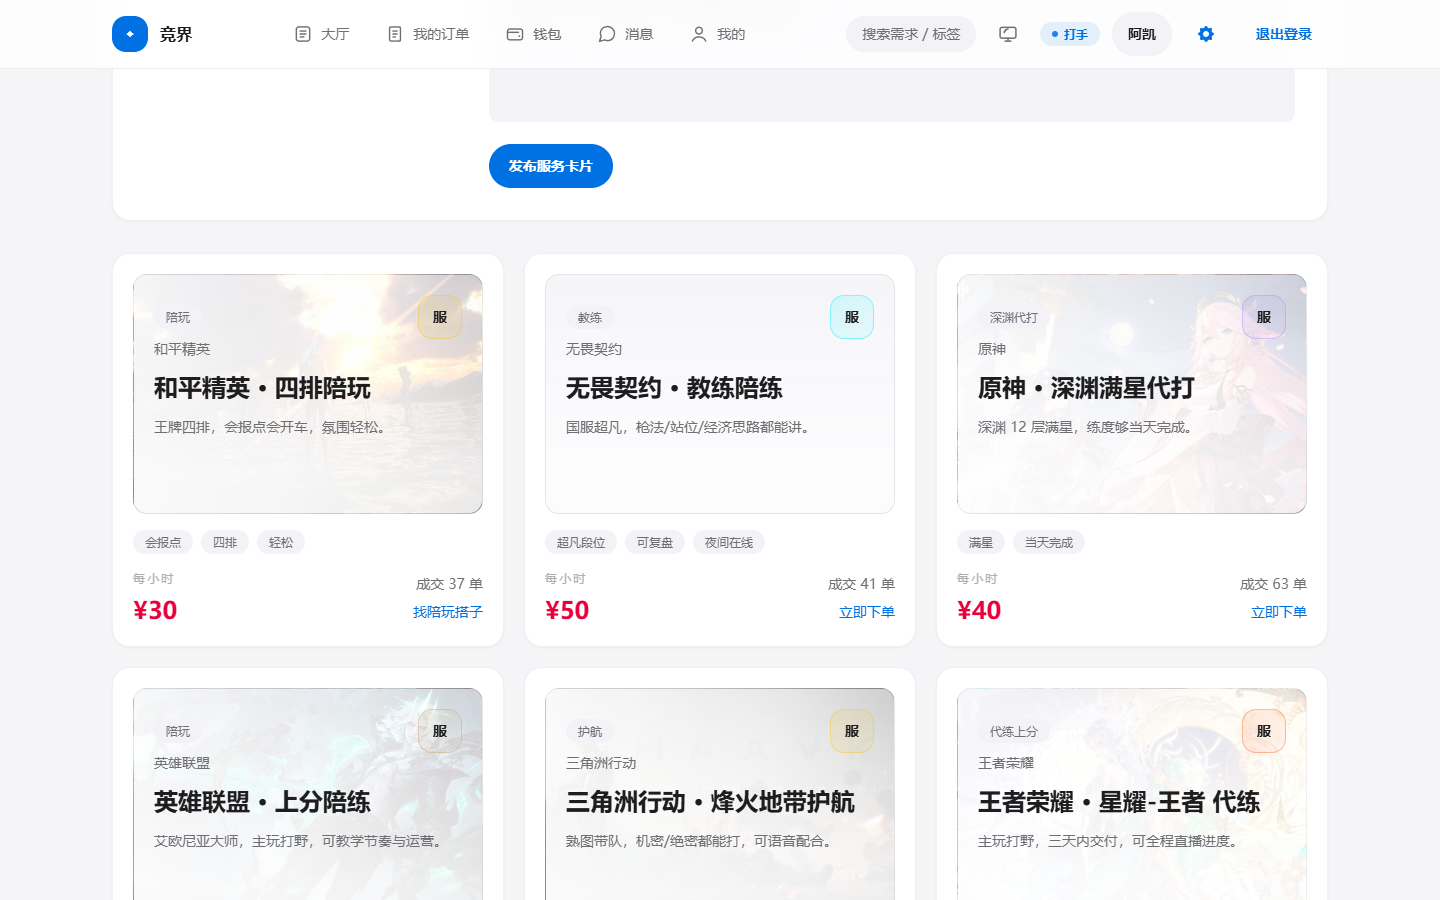 竞界
大厅
我的订单
钱包
消息
我的
搜索需求 / 标签
打手
阿凯
退出登录
发布服务卡片
陪玩
服
和平精英
和平精英・四排陪玩
王牌四排，会报点会开车，氛围轻松。
会报点
四排
轻松
每小时
¥30
成交 37 单
找陪玩搭子
教练
服
无畏契约
无畏契约・教练陪练
国服超凡，枪法/站位/经济思路都能讲。
超凡段位
可复盘
夜间在线
每小时
¥50
成交 41 单
立即下单
深渊代打
服
原神
原神・深渊满星代打
深渊 12 层满星，练度够当天完成。
满星
当天完成
每小时
¥40
成交 63 单
立即下单
陪玩
服
英雄联盟
英雄联盟・上分陪练
艾欧尼亚大师，主玩打野，可教学节奏与运营。
护航
服
三角洲行动
三角洲行动・烽火地带护航
熟图带队，机密/绝密都能打，可语音配合。
代练上分
服
王者荣耀
王者荣耀・星耀-王者 代练
主玩打野，三天内交付，可全程直播进度。